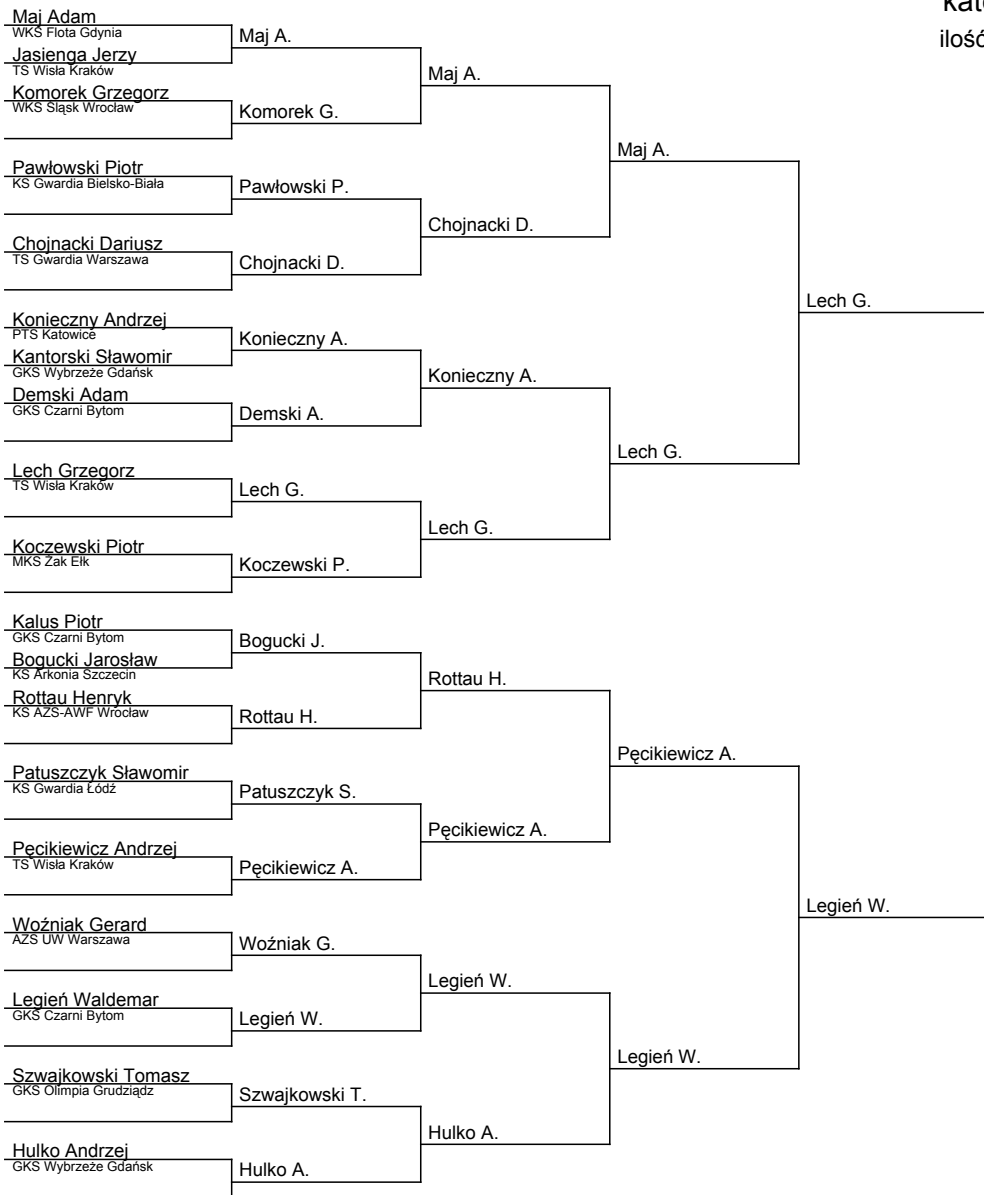 kat
ilość
Maj Adam
WKS Flota Gdynia
Jasienga Jerzy
TS Wisła Kraków
Komorek Grzegorz
WKS Śląsk Wrocław
Pawłowski Piotr
KS Gwardia Bielsko-Biała
Chojnacki Dariusz
TS Gwardia Warszawa
Konieczny Andrzej
PTS Katowice
Kantorski Sławomir
GKS Wybrzeże Gdańsk
Demski Adam
GKS Czarni Bytom
Lech Grzegorz
TS Wisła Kraków
Koczewski Piotr
MKS Żak Ełk
Kalus Piotr
GKS Czarni Bytom
Bogucki Jarosław
KS Arkonia Szczecin
Rottau Henryk
KS AZS-AWF Wrocław
Patuszczyk Sławomir
KS Gwardia Łódź
Pęcikiewicz Andrzej
TS Wisła Kraków
Woźniak Gerard
AZS UW Warszawa
Legień Waldemar
GKS Czarni Bytom
Szwajkowski Tomasz
GKS Olimpia Grudziądz
Hulko Andrzej
GKS Wybrzeże Gdańsk
Maj A.
Komorek G.
Pawłowski P.
Chojnacki D.
Konieczny A.
Demski A.
Lech G.
Koczewski P.
Bogucki J.
Rottau H.
Patuszczyk S.
Pęcikiewicz A.
Woźniak G.
Legień W.
Szwajkowski T.
Hulko A.
Maj A.
Chojnacki D.
Konieczny A.
Lech G.
Rottau H.
Pęcikiewicz A.
Legień W.
Hulko A.
Maj A.
Lech G.
Pęcikiewicz A.
Legień W.
Lech G.
Legień W.